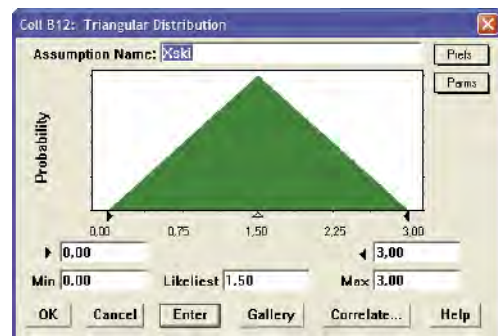 Coll B12: Triangular Distribution
Assumption Name: Xski
Prefs
Parms
Probability
0,00 0,75 1,50 2,25 3,00
0,00 3,00
Min 0.00 Likeliest 1.50 Max 3.00
OK Cancel Enter Gallery Correlate... Help